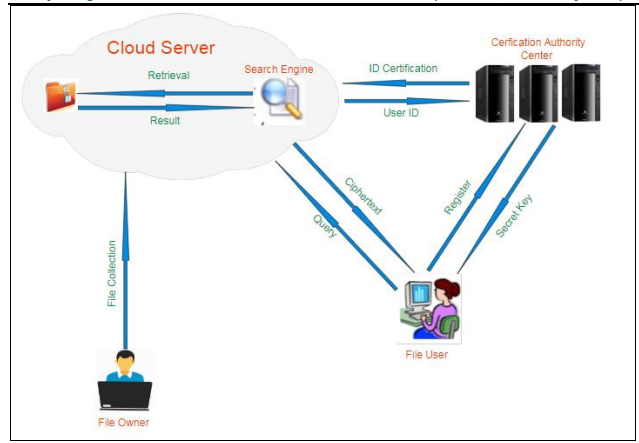 Cloud Server
Cerfication Authority
Center
Search Engine
Retrieval
Result
ID Certification
User ID
Ciphertext
Query
Register
Secret Key
File Collection
File User
File Owner